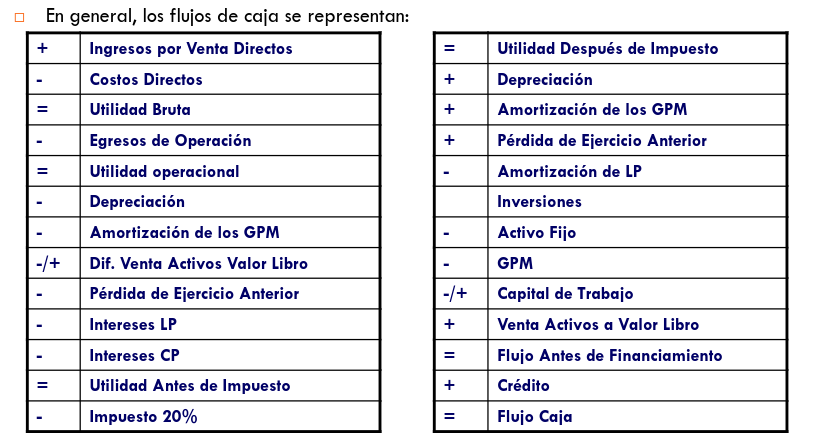 En general, los flujos de caja se representan:
+ Ingresos por Venta Directos
- Costos Directos
= Utilidad Bruta
- Egresos de Operación
= Utilidad operacional
- Depreciación
- Amortización de los GPM
-/+ Dif. Venta Activos Valor Libro
- Pérdida de Ejercicio Anterior
- Intereses LP
- Intereses CP
= Utilidad Antes de Impuesto
- Impuesto 20%
= Utilidad Después de Impuesto
+ Depreciación
+ Amortización de los GPM
+ Pérdida de Ejercicio Anterior
- Amortización de LP
Inversiones
- Activo Fijo
- GPM
-/+ Capital de Trabajo
+ Venta Activos a Valor Libro
= Flujo Antes de Financiamiento
+ Crédito
= Flujo Caja